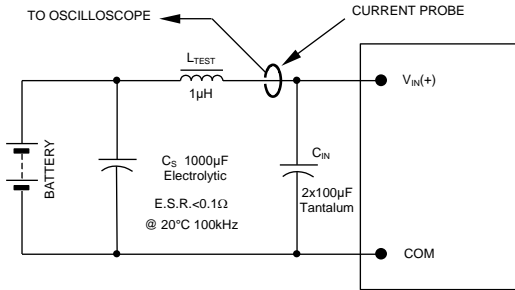 TO OSCILLOSCOPE
CURRENT PROBE
LTEST
1μH
VIN(+)
BATTERY
CS 1000μF
Electrolytic
E.S.R.<0.1Ω
@ 20°C 100kHz
CIN
2x100μF
Tantalum
COM